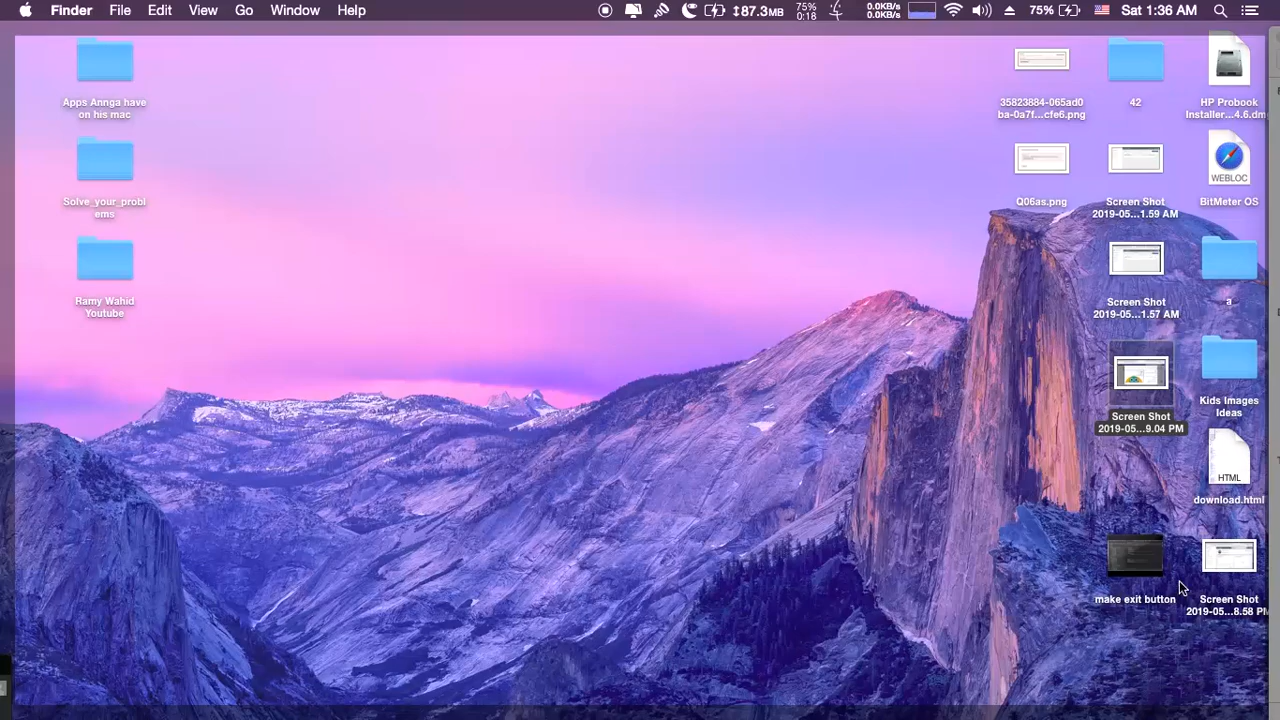 Finder File Edit View Go Window Help
87.3MB 75% 0:18 0.0KB/s 0.0KB/s 75% Sat 1:36 AM
Apps Annga have
on his mac
Solve_your_probl
ems
Ramy Wahid
Youtube
35823884-065ad0
ba-0a7f...cfe6.png
Q06as.png
42
Screen Shot
2019-05...1.59 AM
Screen Shot
2019-05...1.57 AM
Screen Shot
2019-05...9.04 PM
make exit button
HP Probook
Installer...4.6.dm
WEBLOC
BitMeter OS
a
Kids Images
Ideas
HTML
download.html
Screen Shot
2019-05...8.58 PM